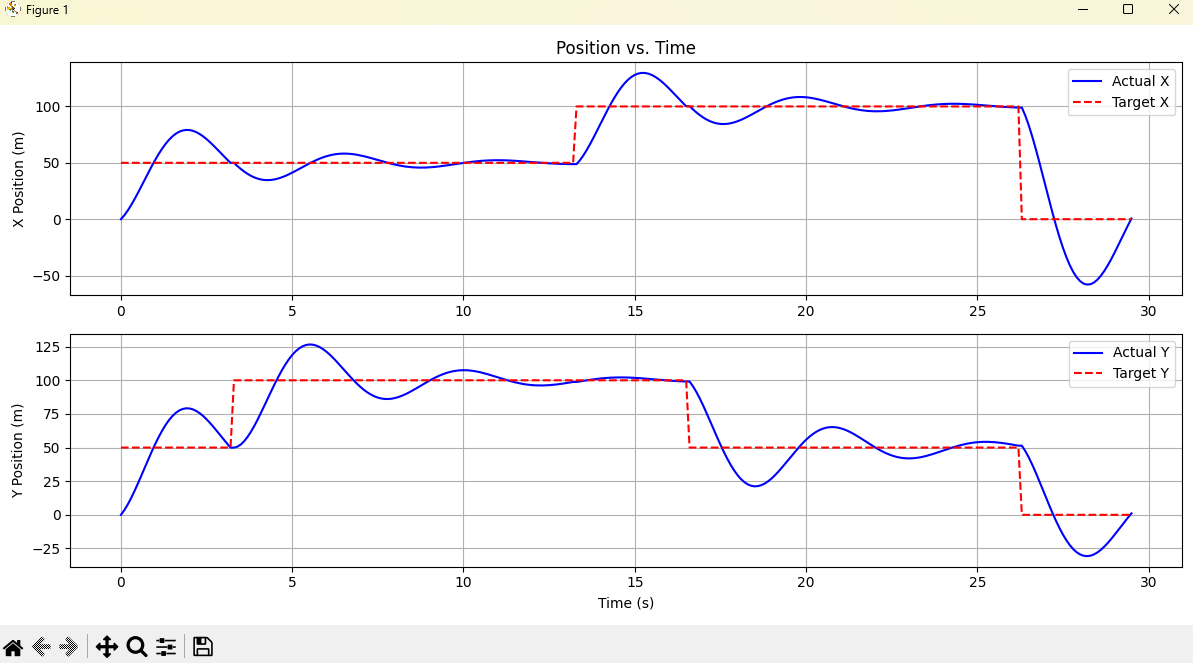 Figure 1
Position vs. Time
X Position (m)
100
50
0
−50
Actual X
Target X
0 5 10 15 20 25 30
Y Position (m)
125
100
75
50
25
0
−25
Actual Y
Target Y
0 5 10 15 20 25 30
Time (s)